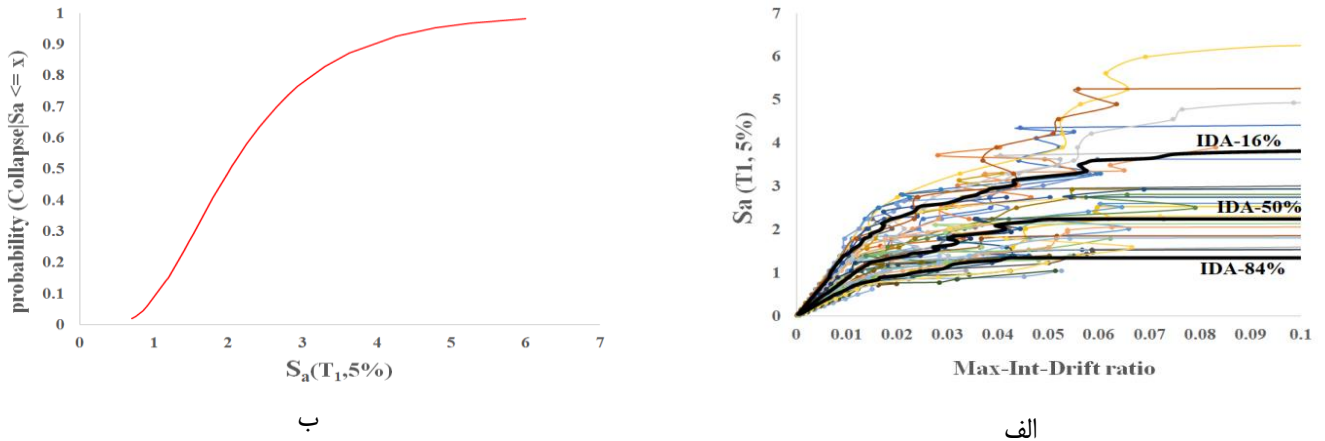 1
0.9
0.8
0.7
0.6
0.5
0.4
0.3
0.2
0.1
0
probability (Collapse|Sa <= x)
0 1 2 3 4 5 6 7
Sₐ(T₁,5%)
ب
7
6
5
4
3
2
1
0
Sa (T1, 5%)
IDA-16%
IDA-50%
IDA-84%
0 0.01 0.02 0.03 0.04 0.05 0.06 0.07 0.08 0.09 0.1
Max-Int-Drift ratio
الف